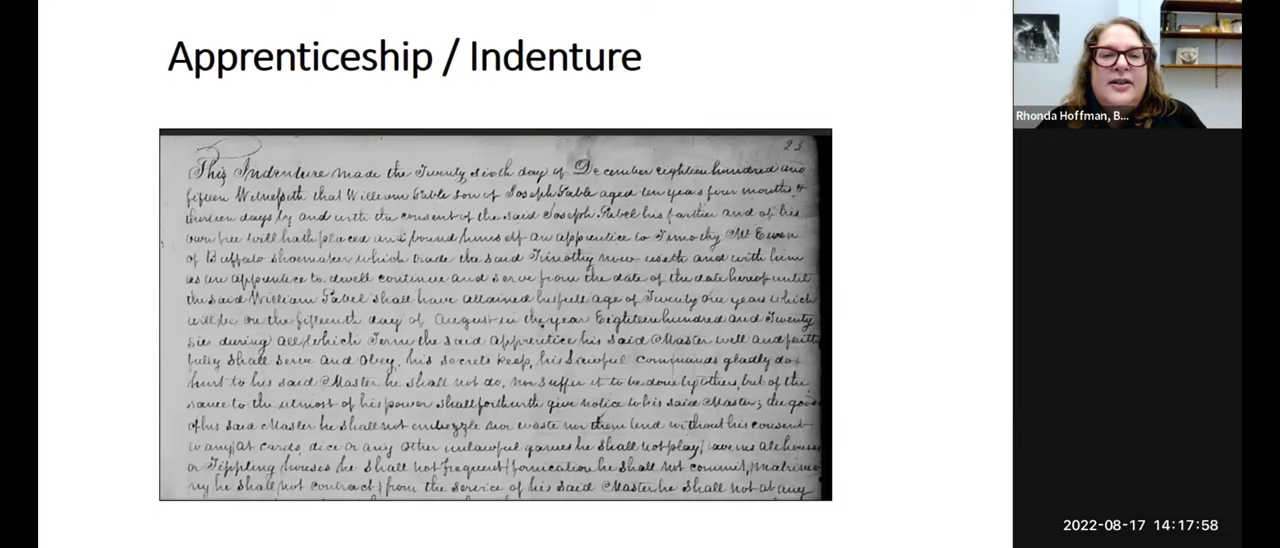 Apprenticeship / Indenture
23
This Indenture made the Twenty sixth day of December eighteen hundred and
fifteen Witnesseth that William Fable son of Joseph Fable aged ten years four months &
thirteen days by and with the consent of the said Joseph Fabel his farther and of his
own free will hath placed and bound himself an apprentice to Timothy McEwen
of Buffalo shoemaker which trade the said Timothy now useth and with him
as an apprentice to dwell continue and serve from the date of the date hereof until
the said William Fabel shall have attained his full age of Twenty one years which
will be on the fifteenth day of August in the year Eighteen hundred and Twenty
six during all which Term the said apprentice his said Master well and faith
fully shall serve and Obey, his secrets keep, his Lawful commands gladly do
hurt to his said Master he shall not do, nor suffer it to be done by others, but of the
same to the utmost of his power shall forthwith give notice to his said Master; the goods
of his said Master he shall not embezzle nor waste nor them lend without his consent
to any, At cards, dice or any other unlawful games he shall not play, taverns Alehouses
or Tippling houses he shall not frequent, fornication he shall not commit, matrimo
ny he shall not contract, from the service of his said Master he shall not at any
Rhonda Hoffman, B...
2022-08-17 14:17:58